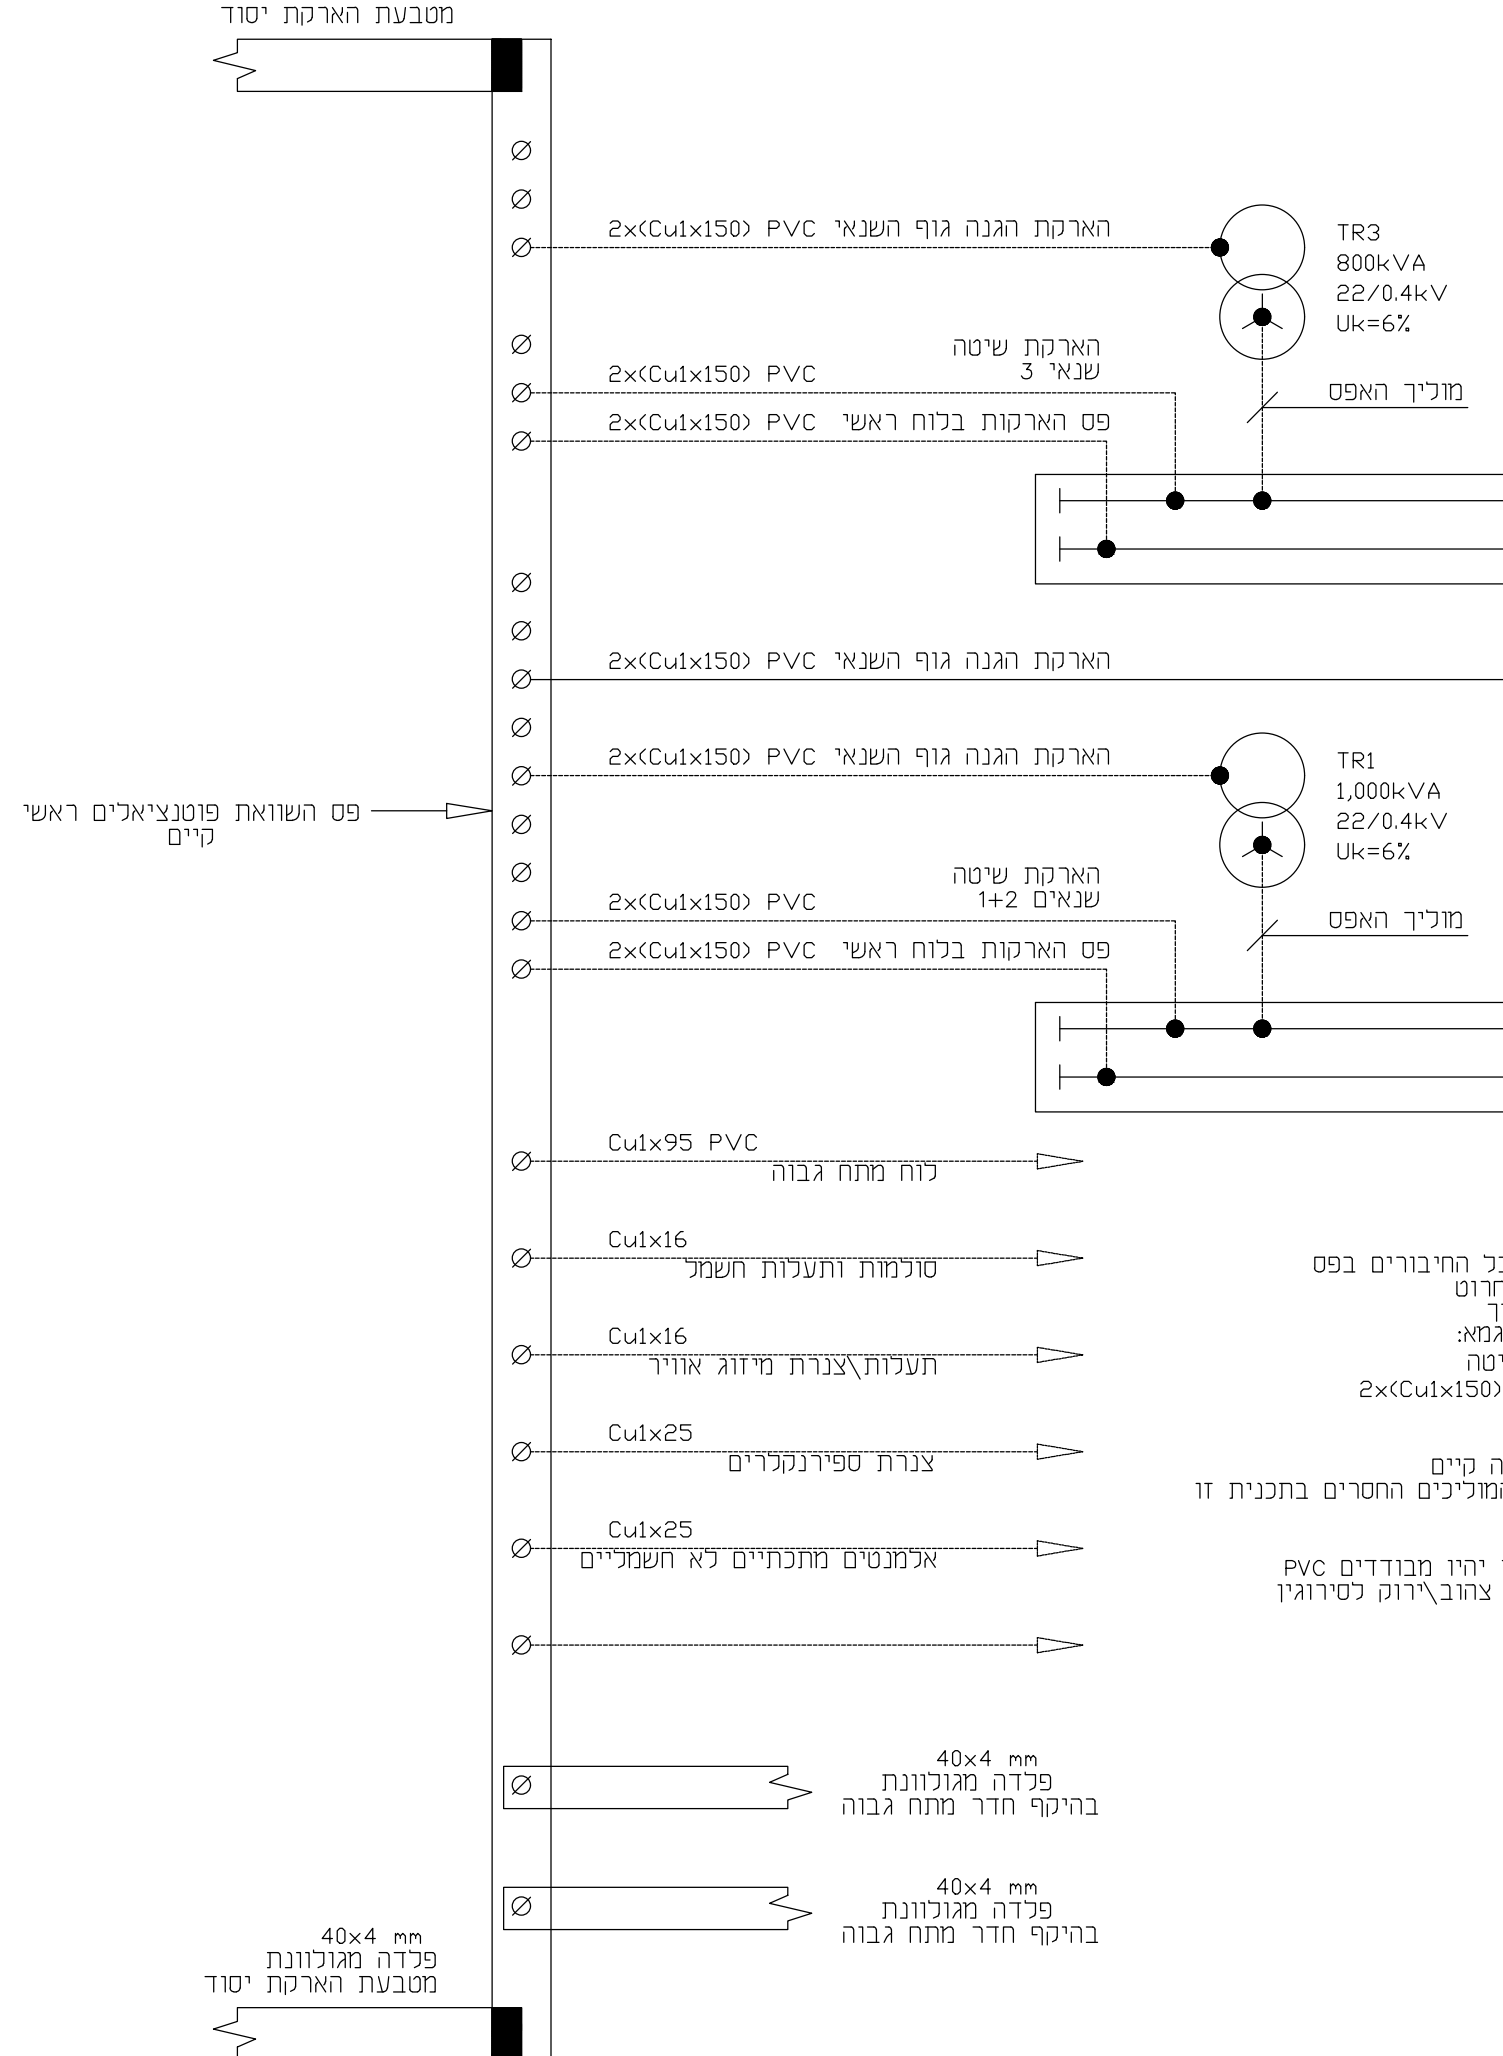 מטבעת הארקת יסוד
2x(Cu1x150) PVC הארקת הגנה גוף השנאי
TR3
800kVA
22/0.4kV
Uk=6%
הארקת שיטה
שנאי 3
2x(Cu1x150) PVC
מוליך האפס
2x(Cu1x150) PVC פס הארקות בלוח ראשי
2x(Cu1x150) PVC הארקת הגנה גוף השנאי
2x(Cu1x150) PVC הארקת הגנה גוף השנאי
TR1
1,000kVA
22/0.4kV
Uk=6%
פס השוואת פוטנציאלים ראשי
קיים
הארקת שיטה
שנאים 1+2
2x(Cu1x150) PVC
מוליך האפס
2x(Cu1x150) PVC פס הארקות בלוח ראשי
Cu1x95 PVC
לוח מתח גבוה
Cu1x16
סולמות ותעלות חשמל
Cu1x16
תעלות\צנרת מיזוג אוויר
Cu1x25
צנרת ספירנקלרים
Cu1x25
אלמנטים מתכתיים לא חשמליים
החיבורים בפס
2x(Cu1x150)
קיים
החסרים בתכנית זו
יהיו מבודדים PVC
צהוב\ירוק לסירוגין
40x4 mm
פלדה מגולוונת
בהיקף חדר מתח גבוה
40x4 mm
פלדה מגולוונת
בהיקף חדר מתח גבוה
40x4 mm
פלדה מגולוונת
מטבעת הארקת יסוד